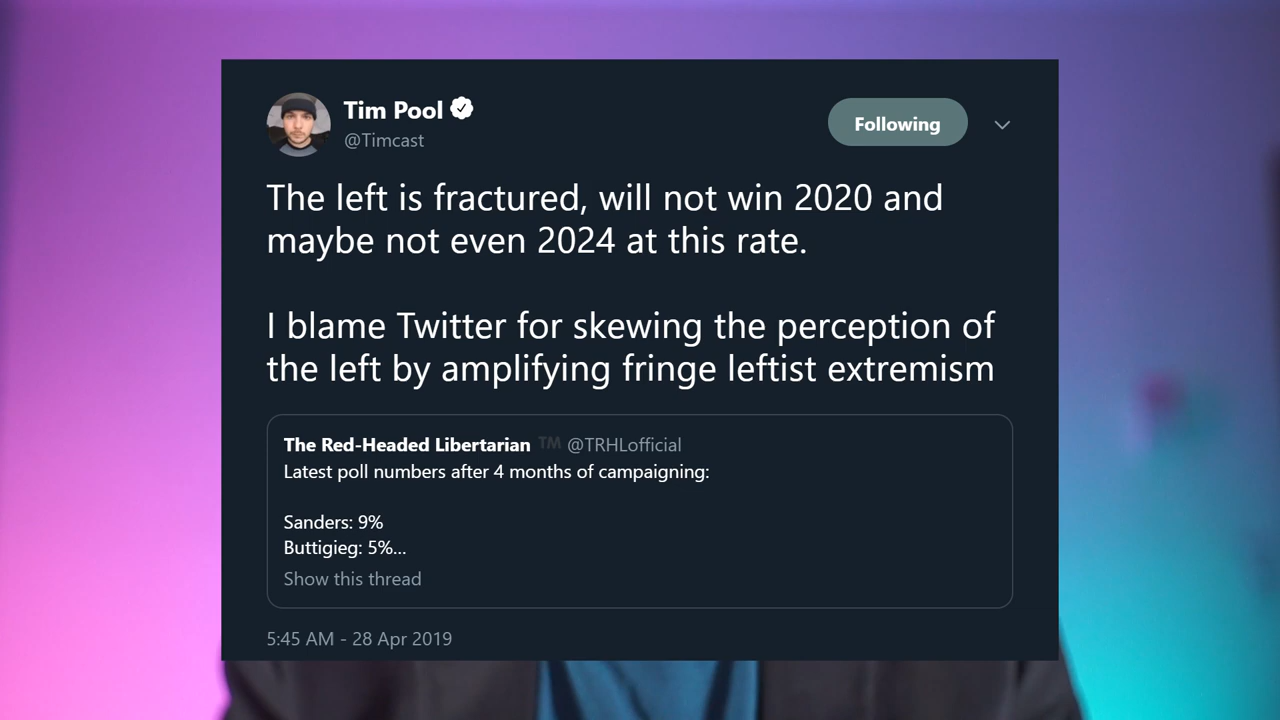 Tim Pool
@Timcast
Following
The left is fractured, will not win 2020 and
maybe not even 2024 at this rate.
I blame Twitter for skewing the perception of
the left by amplifying fringe leftist extremism
The Red-Headed Libertarian ™ @TRHLofficial
Latest poll numbers after 4 months of campaigning:
Sanders: 9%
Buttigieg: 5%...
Show this thread
5:45 AM - 28 Apr 2019